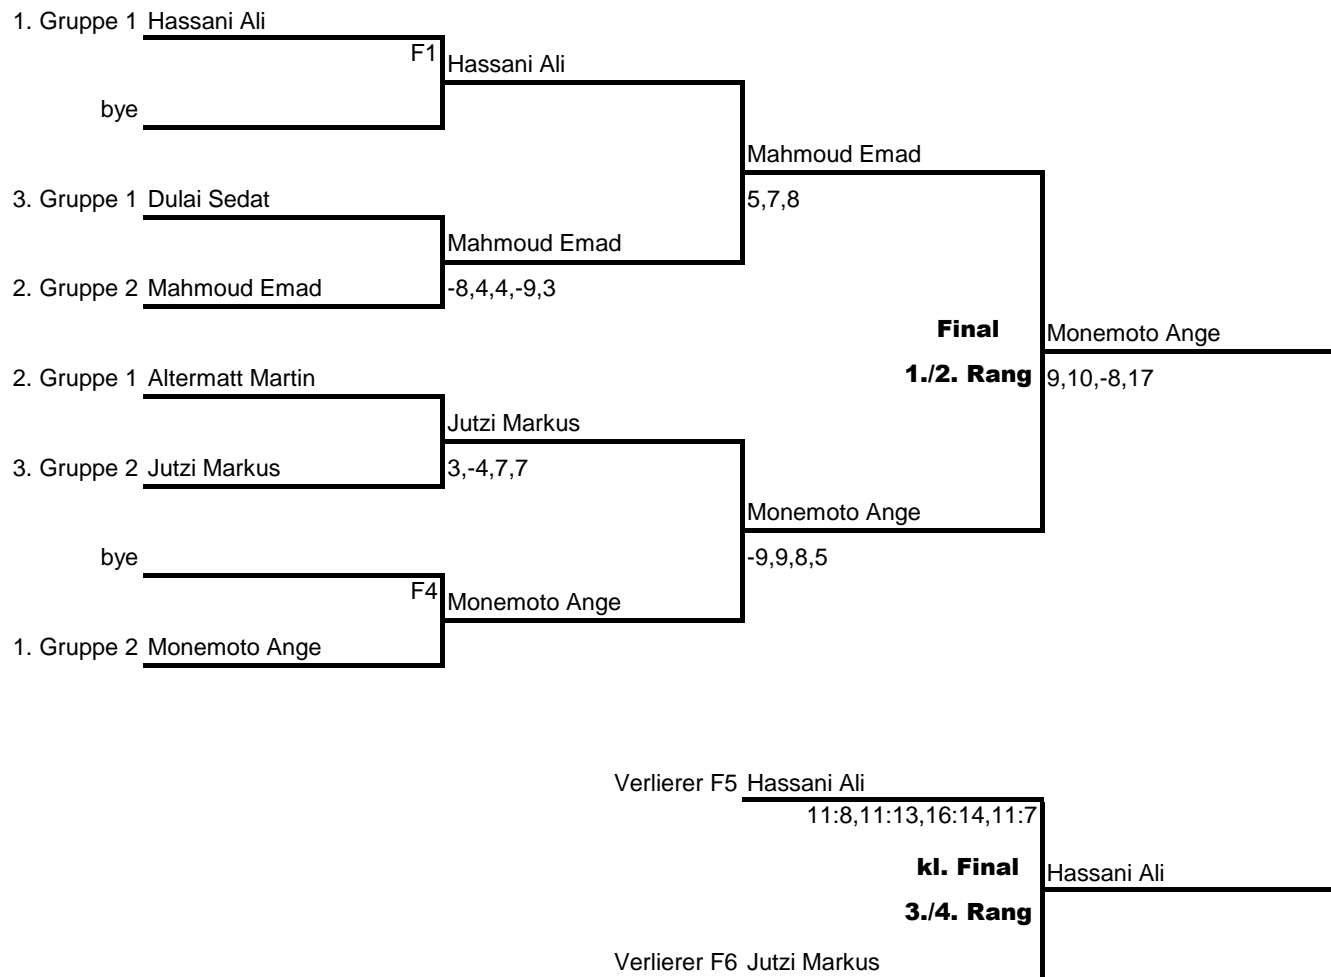 1. Gruppe 1 Hassani Ali
F1
Hassani Ali
bye
Mahmoud Emad
3. Gruppe 1 Dulai Sedat
5,7,8
Mahmoud Emad
2. Gruppe 2 Mahmoud Emad
-8,4,4,-9,3
Final
Monemoto Ange
2. Gruppe 1 Altermatt Martin
1./2. Rang
9,10,-8,17
Jutzi Markus
3. Gruppe 2 Jutzi Markus
3,-4,7,7
Monemoto Ange
bye
-9,9,8,5
F4
Monemoto Ange
1. Gruppe 2 Monemoto Ange
Verlierer F5 Hassani Ali
11:8,11:13,16:14,11:7
kl. Final
Hassani Ali
3./4. Rang
Verlierer F6 Jutzi Markus